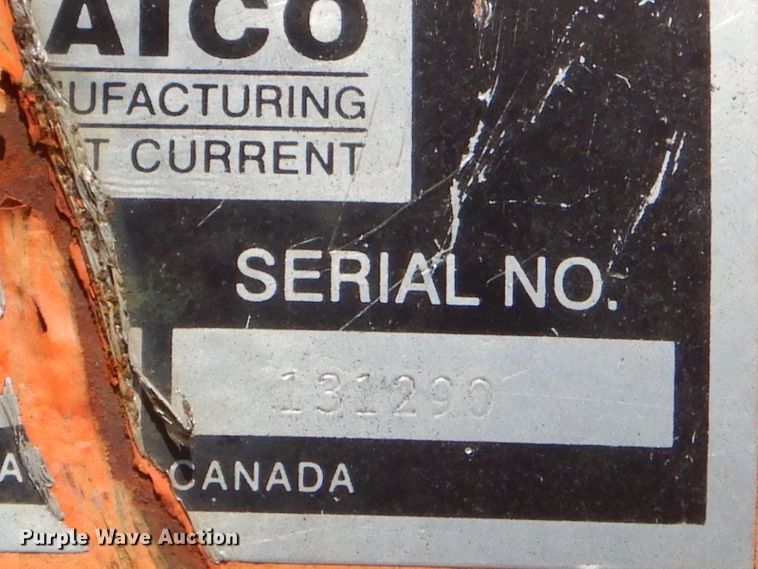 AICO
UFACTURING
T CURRENT
SERIAL NO.
131290
A CANADA
Purple Wave Auction